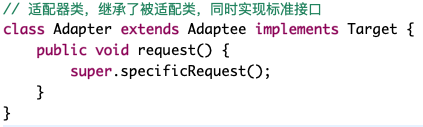 // 适配器类，继承了被适配类，同时实现标准接口
class Adapter extends Adaptee implements Target {
    public void request() {
        super.specificRequest();
    }
}